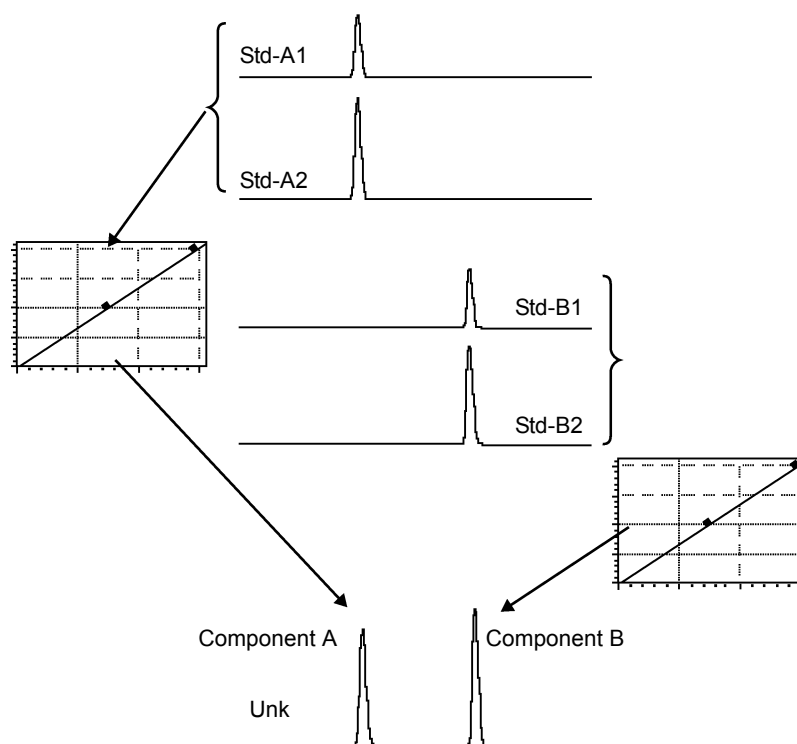 Std-A1
Std-A2
Std-B1
Std-B2
Component A
Component B
Unk